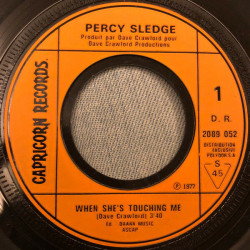 PERCY SLEDGE
Produit par Dave Crawford pour
Dave Crawford Productions.
CAPRICORN RECORDS.
1
D. R.
2089 052
DISTRIBUTION
EXCLUSIVE
POLYDOR S.A
S
45
℗ 1977
WHEN SHE'S TOUCHING ME
(Dave Crawford) 3'40
DAANN MUSIC
ASCAP